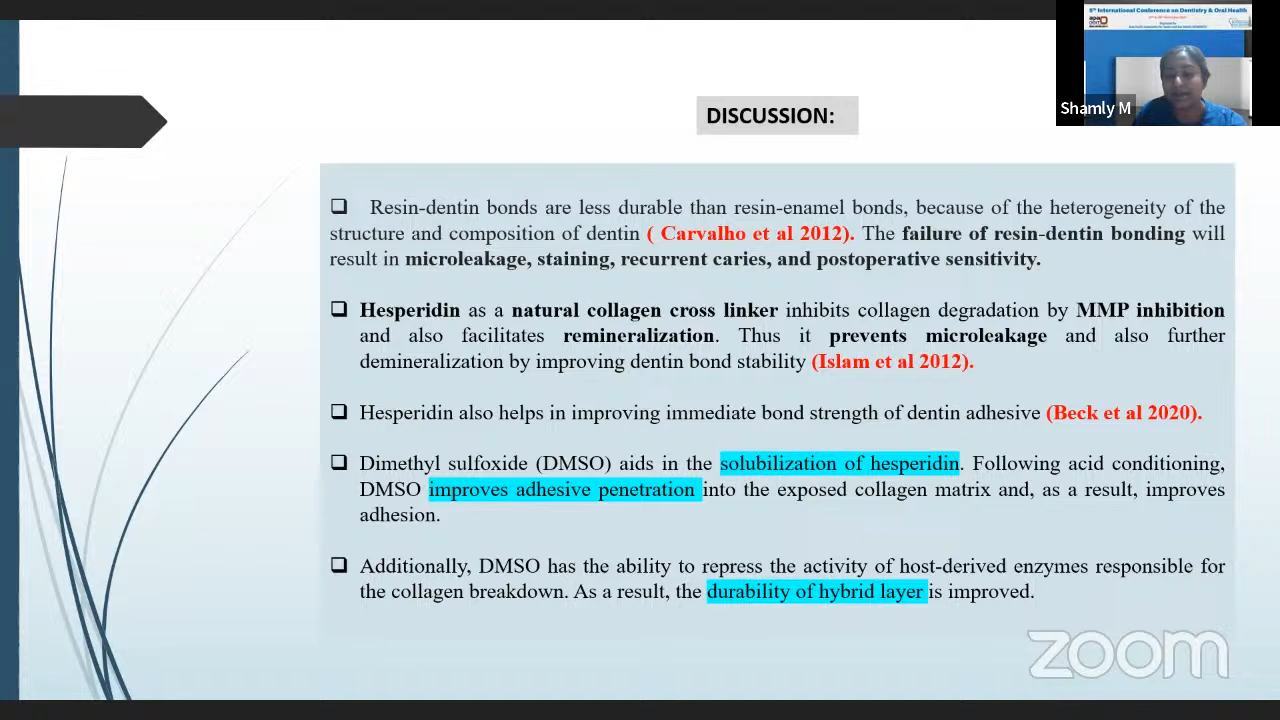 5th International Conference on Dentistry & Oral Health
Shamly M
DISCUSSION:
Resin-dentin bonds are less durable than resin-enamel bonds, because of the heterogeneity of the
structure and composition of dentin ( Carvalho et al 2012). The failure of resin-dentin bonding will
result in microleakage, staining, recurrent caries, and postoperative sensitivity.
Hesperidin as a natural collagen cross linker inhibits collagen degradation by MMP inhibition
and also facilitates remineralization. Thus it prevents microleakage and also further
demineralization by improving dentin bond stability (Islam et al 2012).
Hesperidin also helps in improving immediate bond strength of dentin adhesive (Beck et al 2020).
Dimethyl sulfoxide (DMSO) aids in the solubilization of hesperidin. Following acid conditioning,
DMSO improves adhesive penetration into the exposed collagen matrix and, as a result, improves
adhesion.
Additionally, DMSO has the ability to repress the activity of host-derived enzymes responsible for
the collagen breakdown. As a result, the durability of hybrid layer is improved.
zoom